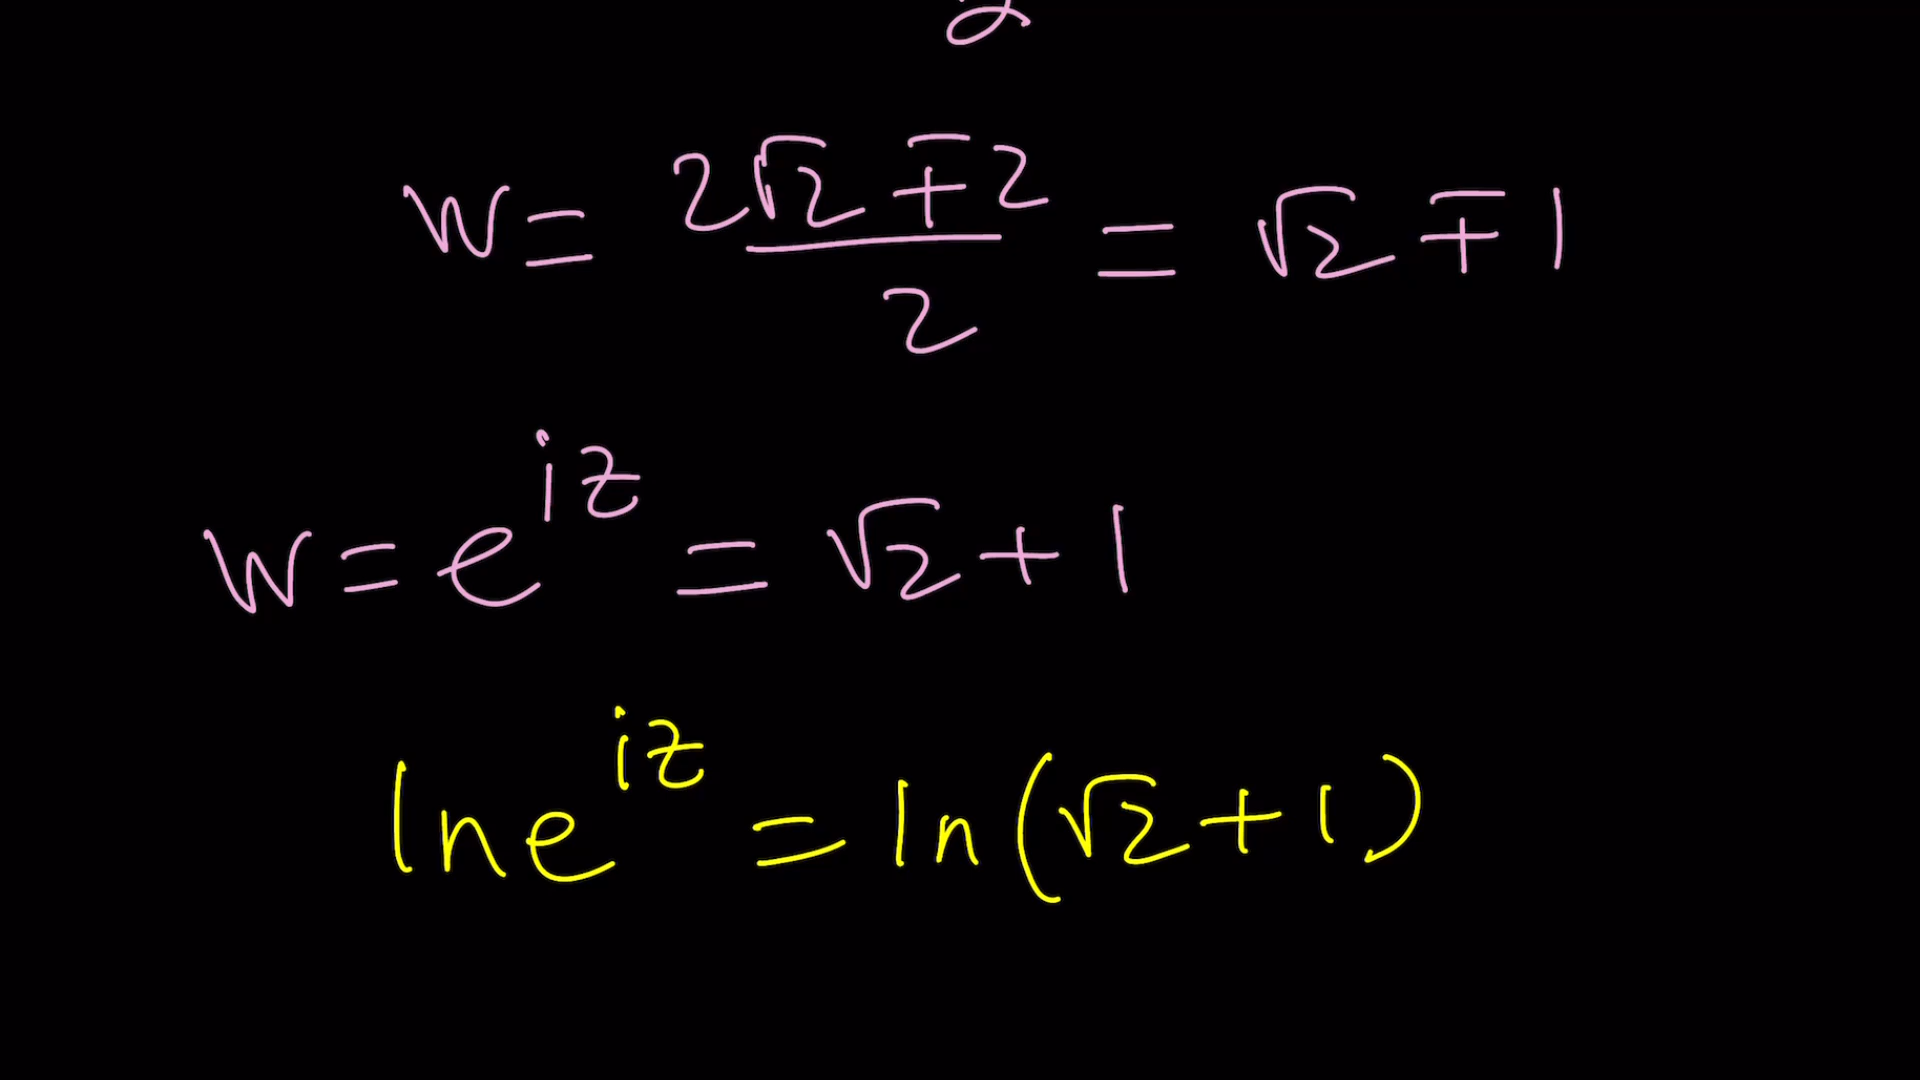 w = (2√2 ∓ 2)/2 = √2 ∓ 1
w = e^{iz} = √2 + 1
ln e^{iz} = ln(√2 + 1)